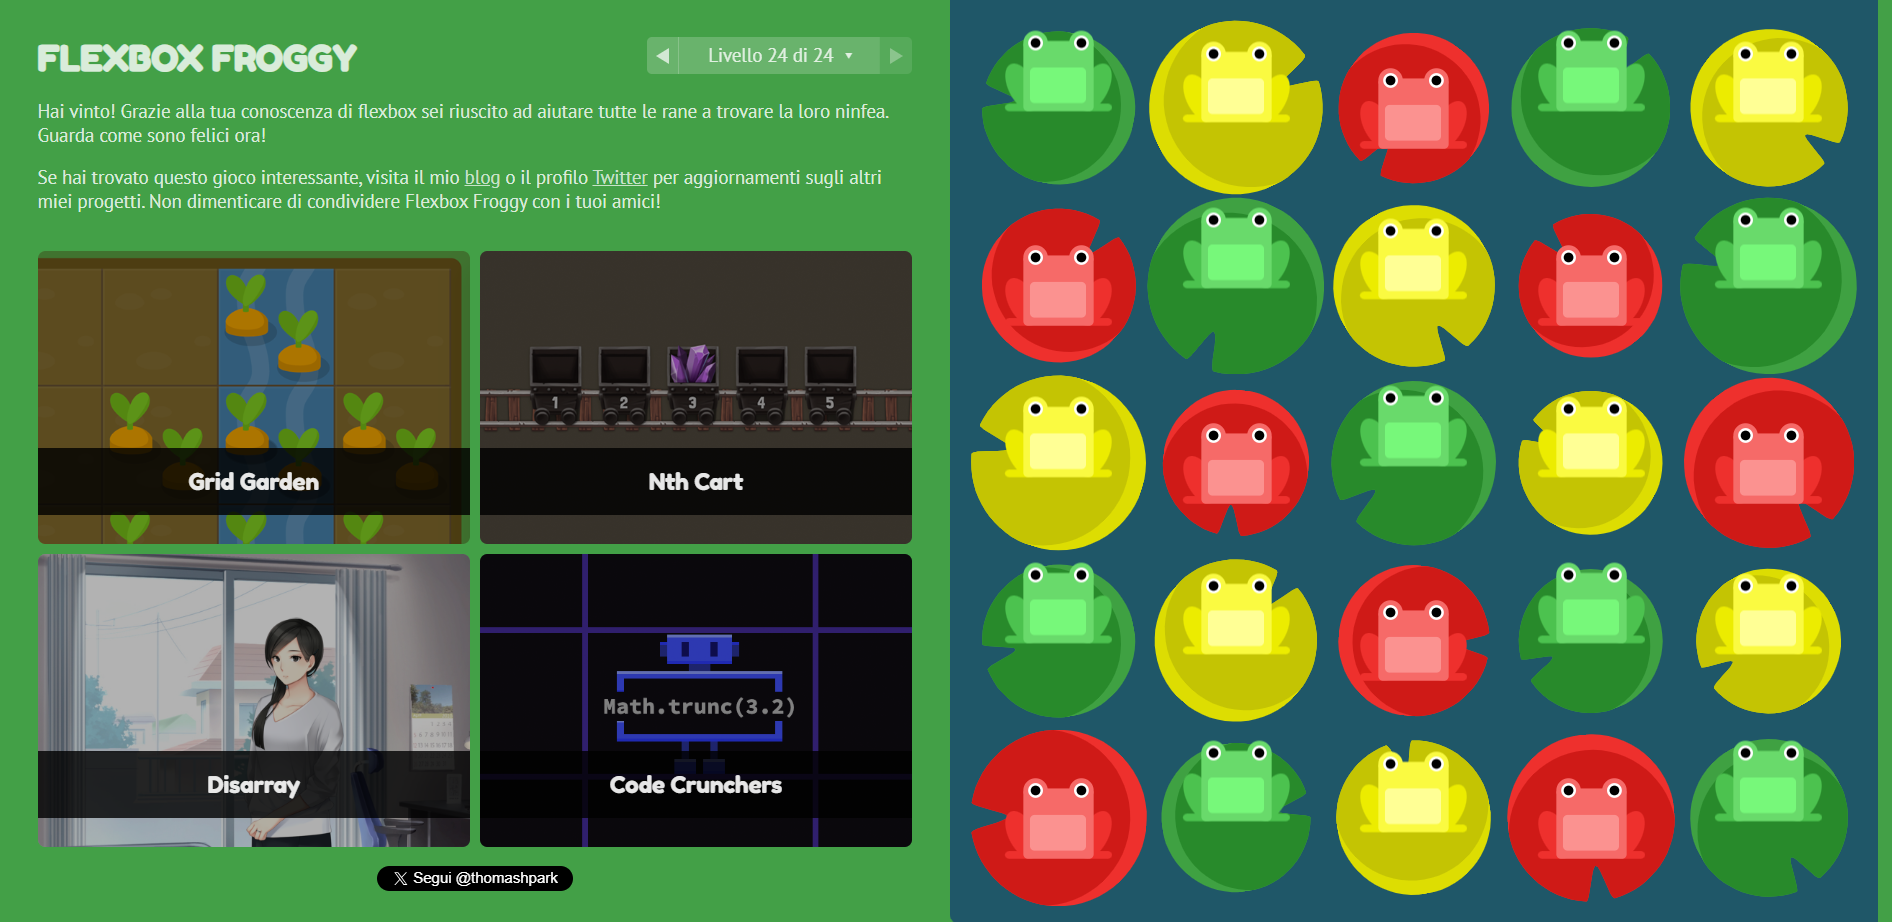 FLEXBOX FROGGY
Livello 24 di 24
Hai vinto! Grazie alla tua conoscenza di flexbox sei riuscito ad aiutare tutte le rane a trovare la loro ninfea.
Guarda come sono felici ora!
Se hai trovato questo gioco interessante, visita il mio blog o il profilo Twitter per aggiornamenti sugli altri
miei progetti. Non dimenticare di condividere Flexbox Froggy con i tuoi amici!
Grid Garden
1 2 3 4 5
Nth Cart
Disarray
Math.trunc(3.2)
Code Crunchers
Segui @thomashpark